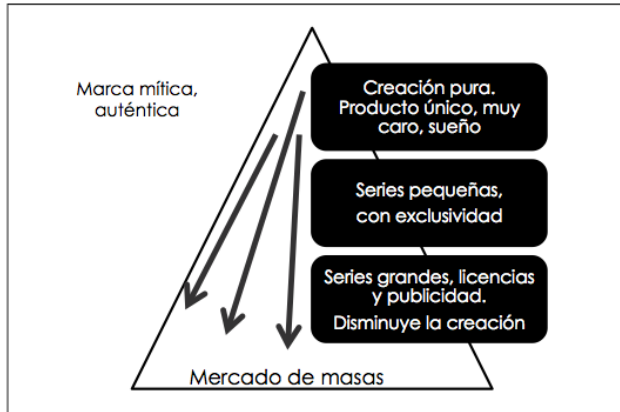 Marca mítica,
auténtica
Creación pura.
Producto único, muy
caro, sueño
Series pequeñas,
con exclusividad
Series grandes, licencias
y publicidad.
Disminuye la creación
Mercado de masas